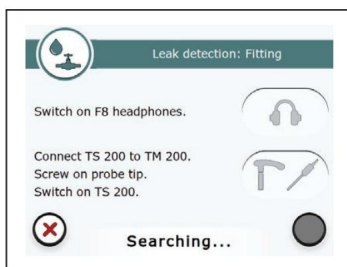 Leak detection: Fitting
Switch on F8 headphones.
Connect TS 200 to TM 200.
Screw on probe tip.
Switch on TS 200.
Searching...